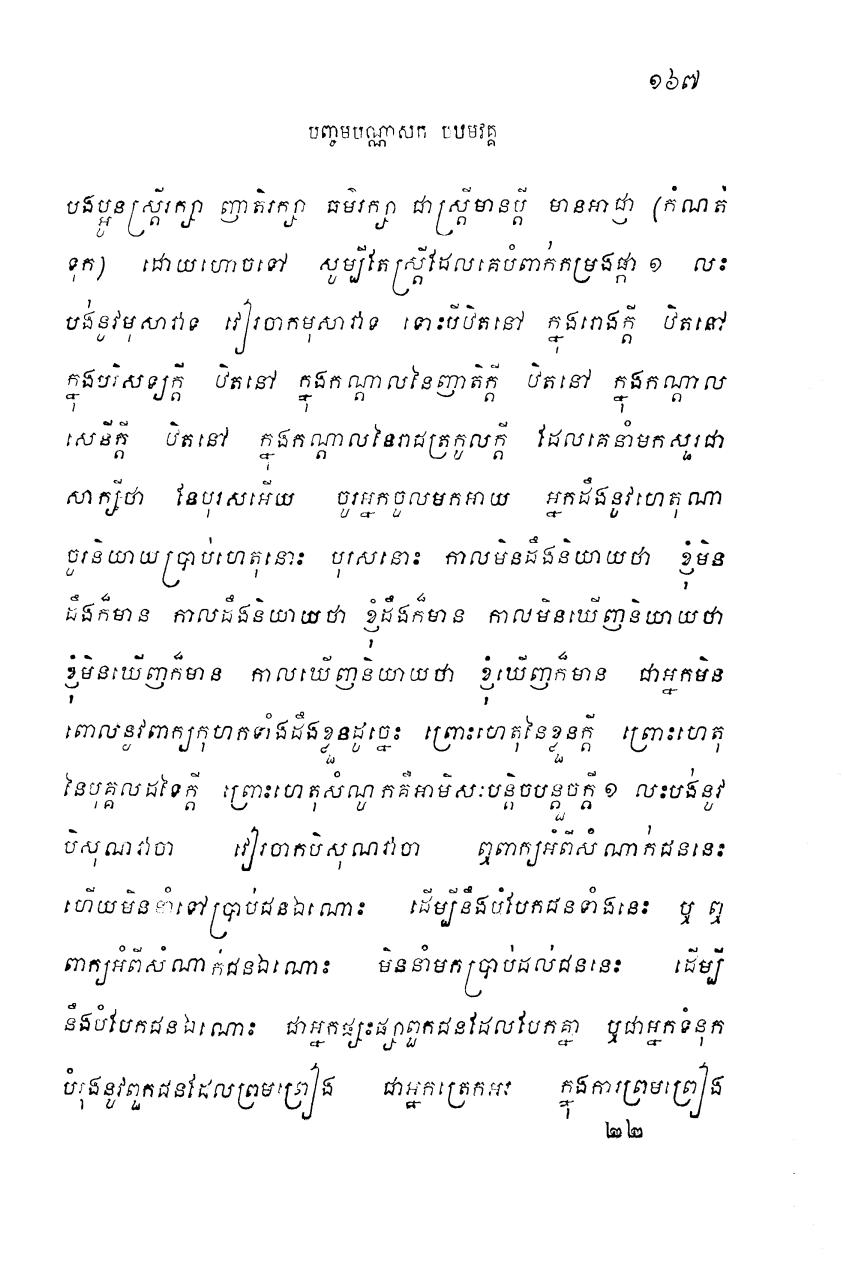 ១៦៧
បញ្ចមបណ្ណាសក បឋមវគ្គ
បងប្អូនស្ត្រីរក្សា ញាតិរក្សា ធម៌រក្សា ជាស្ត្រីមានប្តី មានអាជ្ញា (កំណត់
ទុក) ដោយហោចទៅ សូម្បីតែស្ត្រីដែលគេបំពាក់កម្រងផ្កា ១ លះ
បង់នូវមុសាវាទ វៀរចាកមុសាវាទ ទោះបីឋិតនៅ ក្នុងរោងក្តី ឋិតនៅ
ក្នុងបរិសទ្យក្តី ឋិតនៅ ក្នុងកណ្តាលនៃញាតិក្តី ឋិតនៅ ក្នុងកណ្តាល
សេនីក្តី ឋិតនៅ ក្នុងកណ្តាលនៃរាជត្រកូលក្តី ដែលគេនាំមកសួរជា
សាក្សីថា នែបុរសអើយ ចូរអ្នកចូលមកអាយ អ្នកដឹងនូវហេតុណា
ចូរនិយាយប្រាប់ហេតុនោះ បុរសនោះ កាលមិនដឹងនិយាយថា ខ្ញុំមិន
ដឹងក៏មាន កាលដឹងនិយាយថា ខ្ញុំដឹងក៏មាន កាលមិនឃើញនិយាយថា
ខ្ញុំមិនឃើញក៏មាន កាលឃើញនិយាយថា ខ្ញុំឃើញក៏មាន ជាអ្នកមិន
ពោលនូវពាក្យកុហកទាំងដឹងខ្លួនដូច្នេះ ព្រោះហេតុនៃខ្លួនក្តី ព្រោះហេតុ
នៃបុគ្គលដទៃក្តី ព្រោះហេតុសំណូកគឺអាមិសៈបន្តិចបន្តួចក្តី ១ លះបង់នូវ
បិសុណវាចា វៀរចាកបិសុណវាចា ឮពាក្យអំពីសំណាក់ជននេះ
ហើយមិននាំទៅប្រាប់ជនឯណោះ ដើម្បីនឹងបំបែកជនទាំងនេះ ឬ ឮ
ពាក្យអំពីសំណាក់ជនឯណោះ មិននាំមកប្រាប់ដល់ជននេះ ដើម្បី
នឹងបំបែកជនឯណោះ ជាអ្នកផ្សះផ្សាពួកជនដែលបែកគ្នា ឬជាអ្នកទំនុក
បំរុងនូវពួកជនដែលព្រមព្រៀង ជាអ្នកត្រេកអរ ក្នុងការព្រមព្រៀង
២២